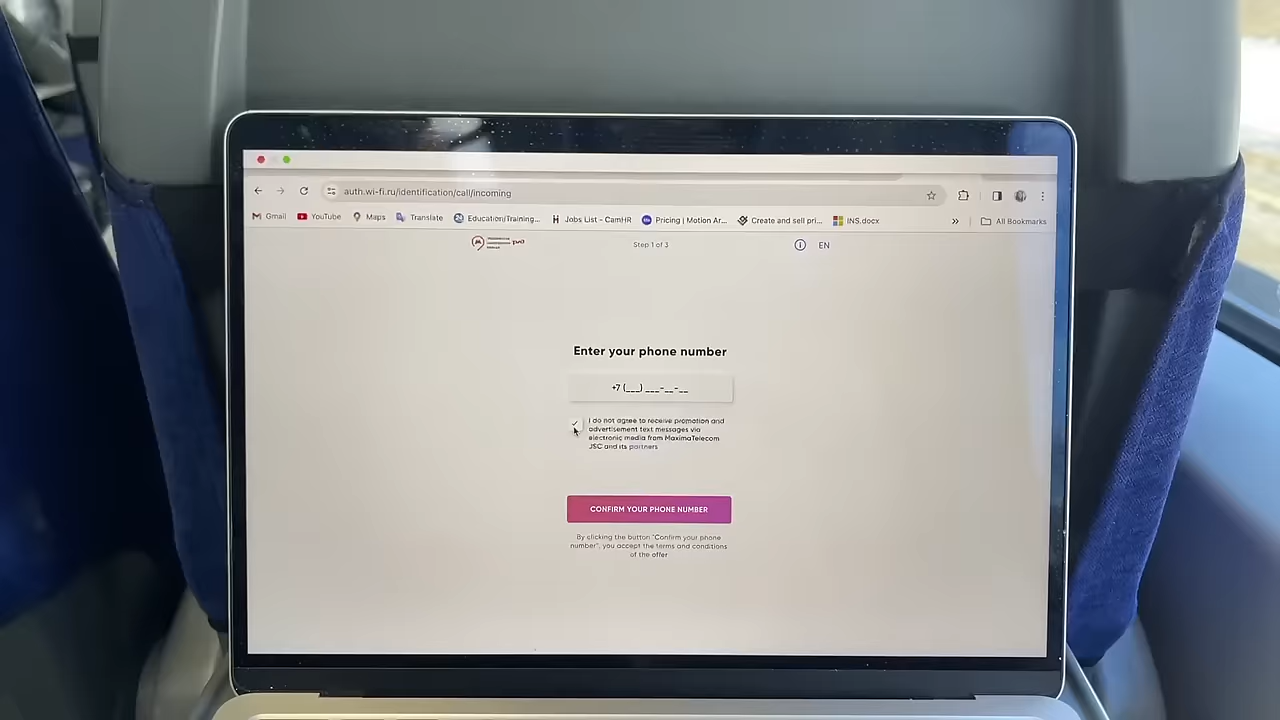 auth.wi-fi.ru/identification/call/incoming
Gmail YouTube Maps Translate Education/Training... Jobs List - CamHR Pricing | Motion Ar... Create and sell pri... INS.docx » All Bookmarks
Step 1 of 3 EN
Enter your phone number
+7 (___) ___-__-__
I do not agree to receive promotion and
advertisement text messages via
electronic media from MaximaTelecom
JSC and its partners
CONFIRM YOUR PHONE NUMBER
By clicking the button "Confirm your phone
number", you accept the terms and conditions
of the offer